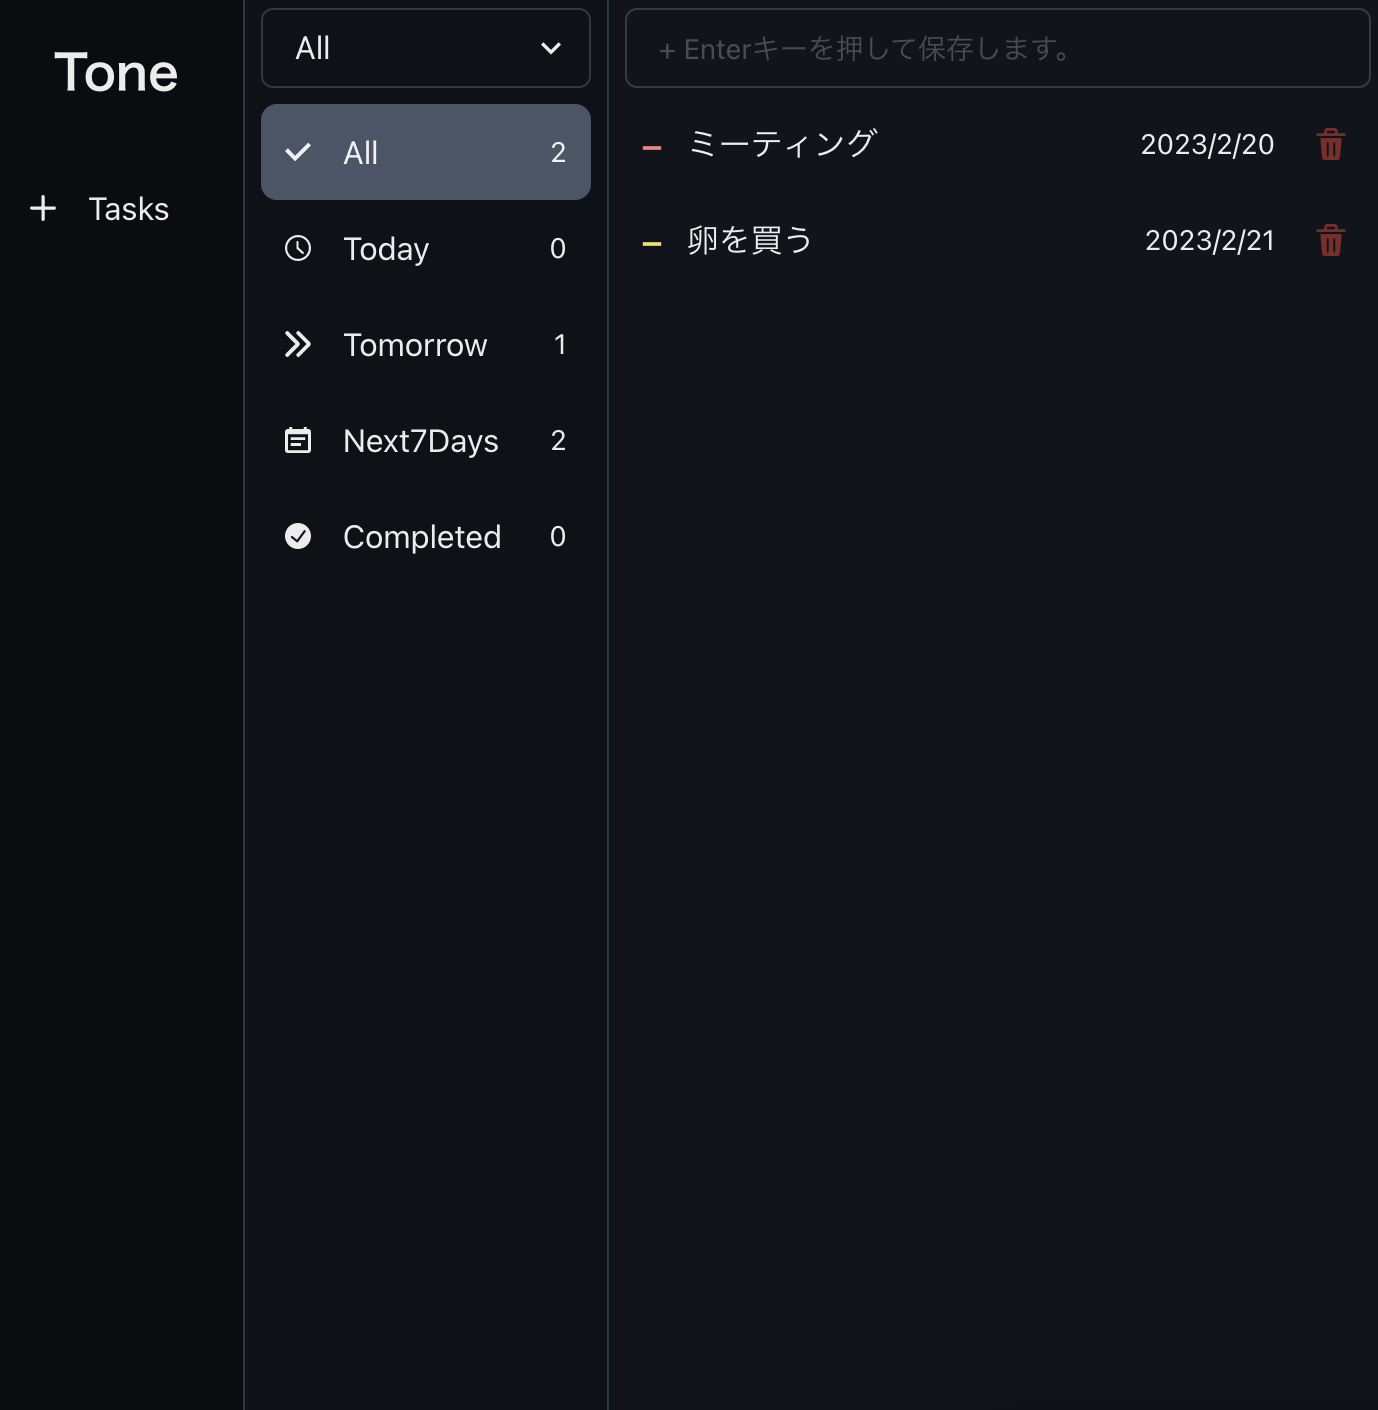 Tone
Tasks
All
All 2
Today 0
Tomorrow 1
Next7Days 2
Completed 0
+ Enterキーを押して保存します。
ミーティング 2023/2/20
卵を買う 2023/2/21